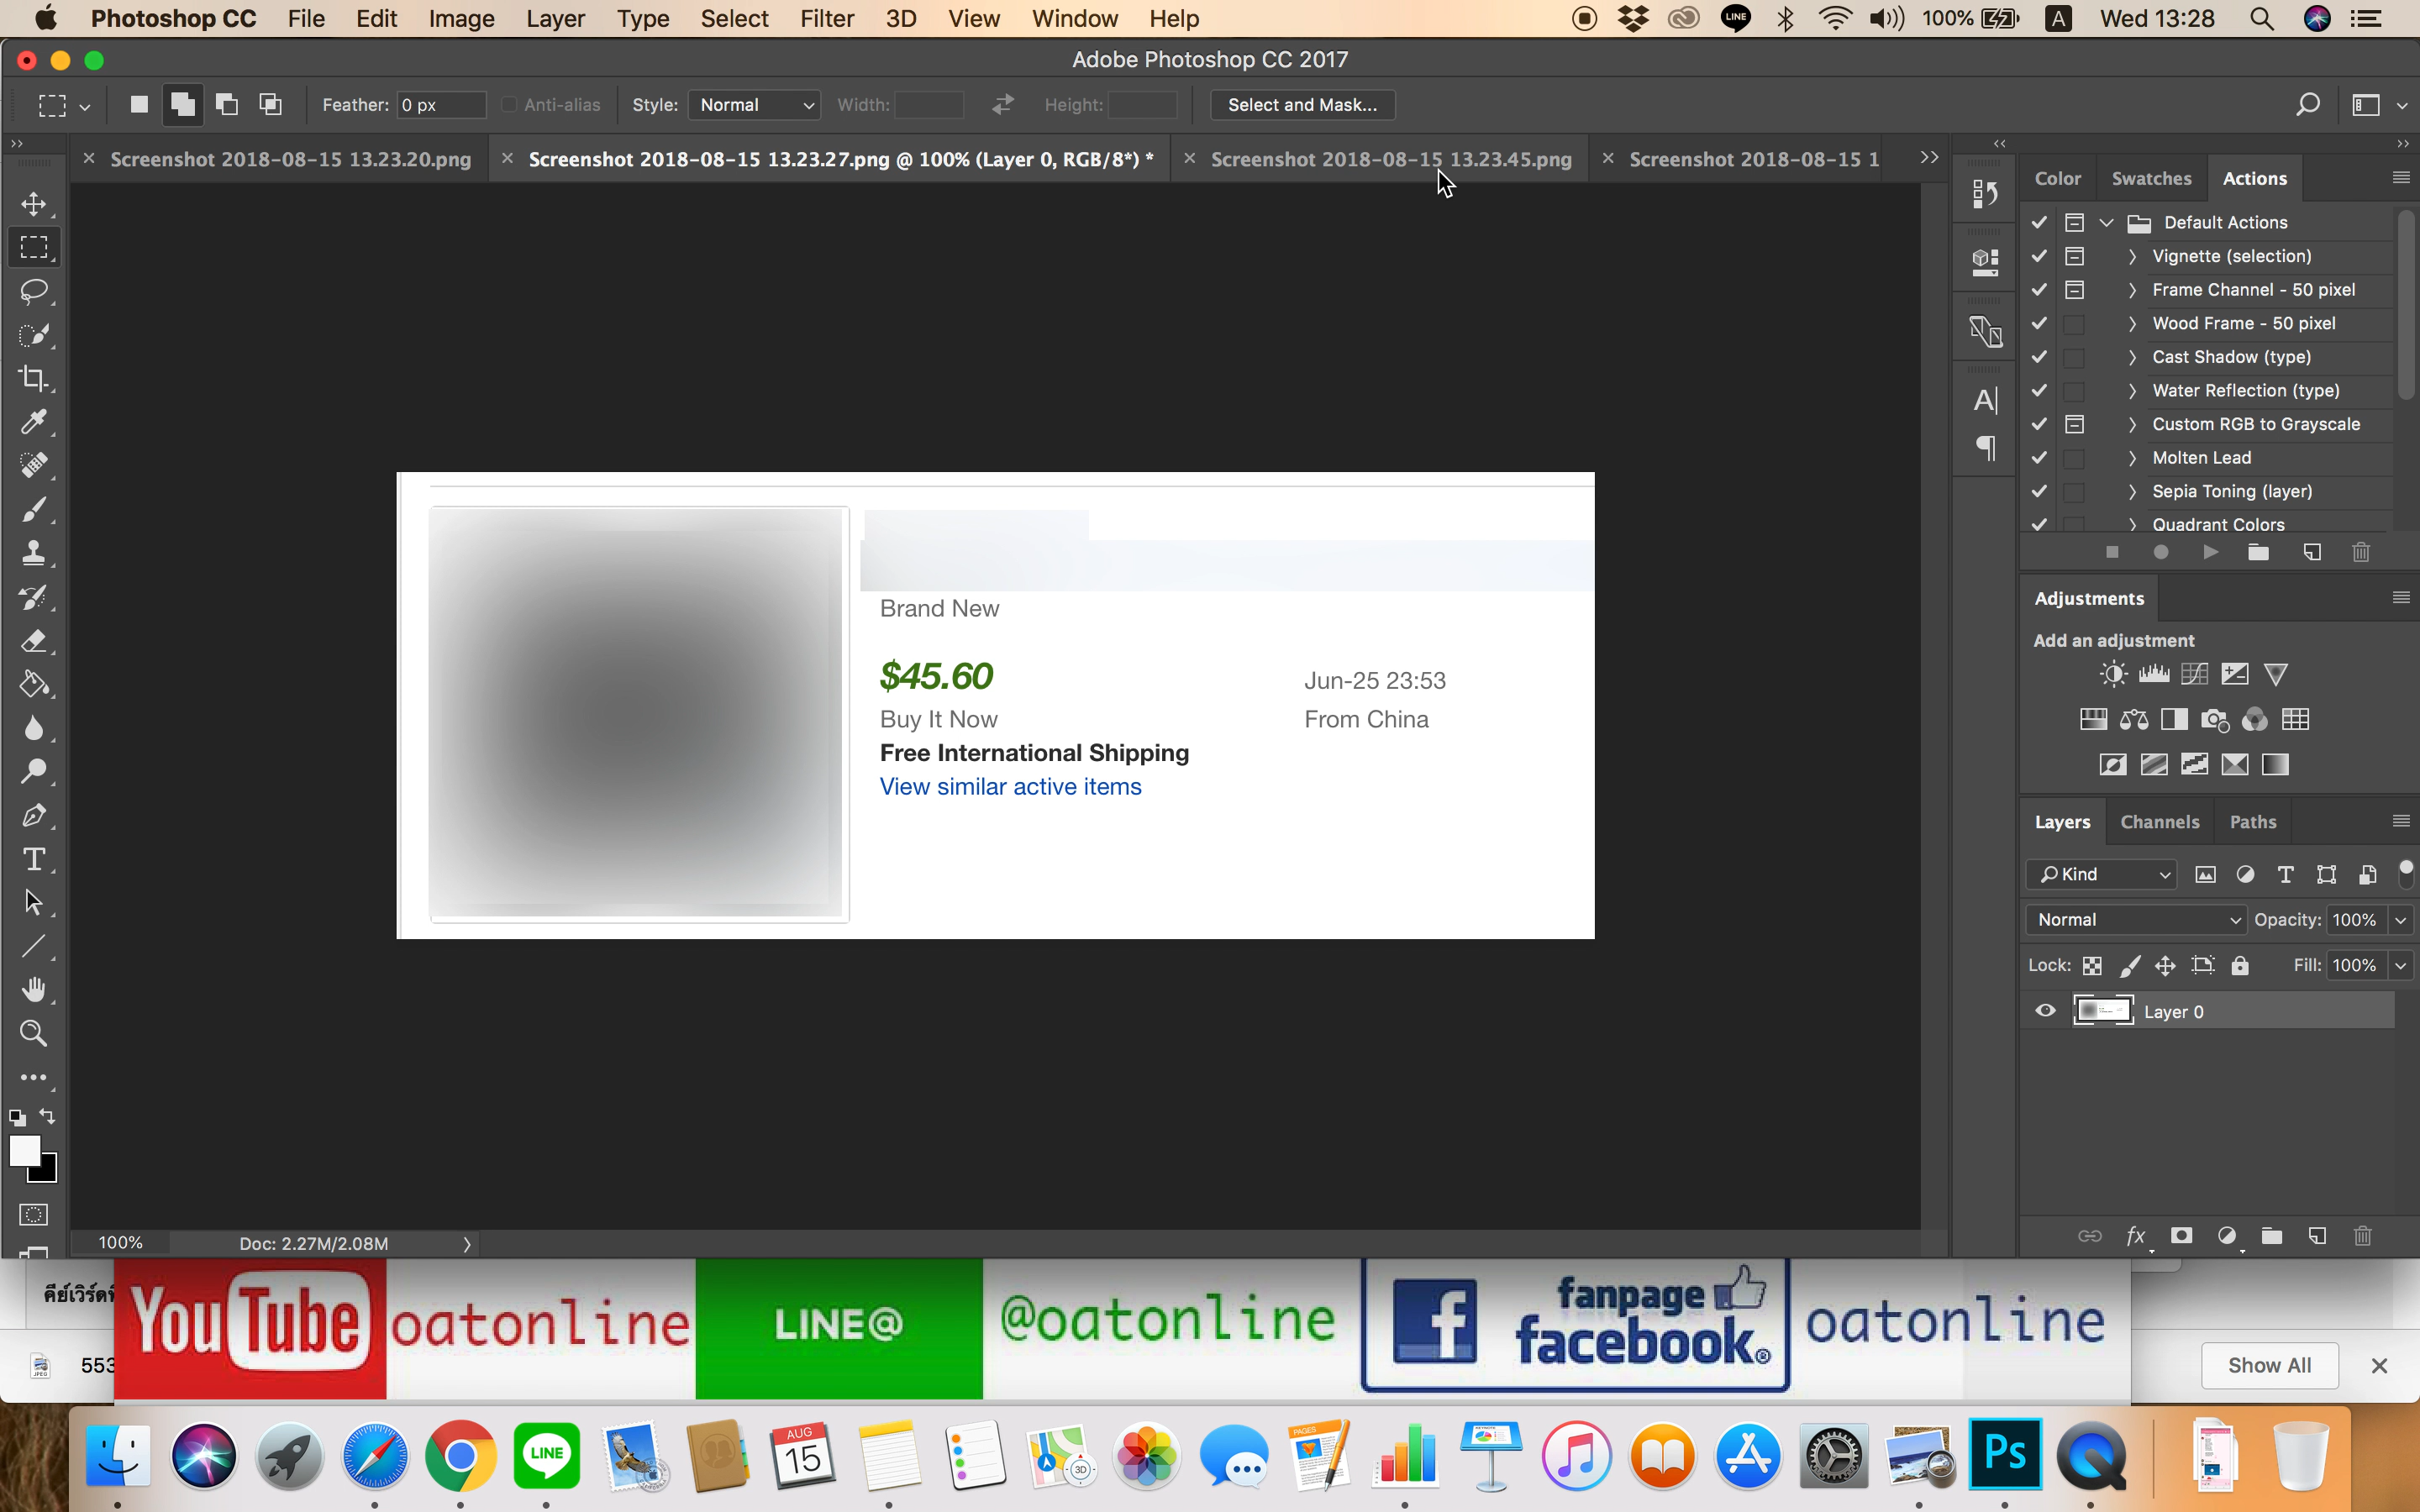 Photoshop CC File Edit Image Layer Type Select Filter 3D View Window Help LINE 100% A Wed 13:28
Adobe Photoshop CC 2017
Feather: 0 px Anti-alias Style: Normal Width: Height: Select and Mask...
Screenshot 2018-08-15 13.23.20.png
Screenshot 2018-08-15 13.23.27.png @ 100% (Layer 0, RGB/8*) *
Screenshot 2018-08-15 13.23.45.png
Screenshot 2018-08-15 1
Color Swatches Actions
Default Actions
Vignette (selection)
Frame Channel - 50 pixel
Wood Frame - 50 pixel
Cast Shadow (type)
Water Reflection (type)
Custom RGB to Grayscale
Molten Lead
Sepia Toning (layer)
Quadrant Colors
Brand New
$45.60
Jun-25 23:53
Buy It Now
From China
Free International Shipping
View similar active items
Adjustments
Add an adjustment
Layers Channels Paths
Kind
Normal Opacity: 100%
Lock: Fill: 100%
Layer 0
fx
100% Doc: 2.27M/2.08M
YouTube oatonline LINE@ @oatonline fanpage facebook oatonline
553
Show All
AUG
15
LINE
3D
PAGES
Ps
JPEG